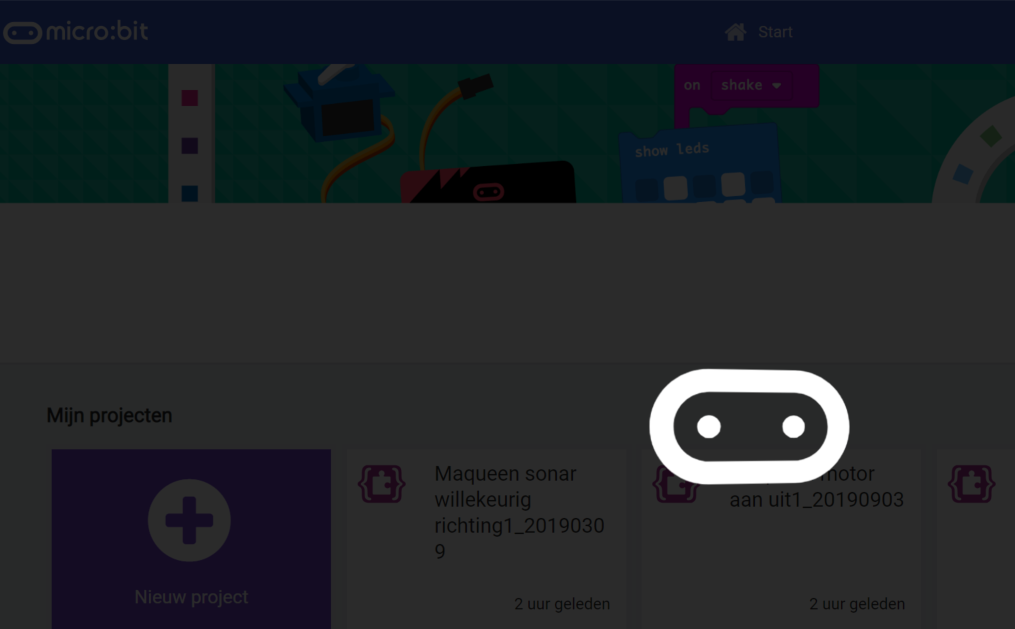 micro:bit
Start
on shake
show leds
Mijn projecten
Maqueen sonar
willekeurig
richting1_2019030
9
motor
aan uit1_20190903
Nieuw project
2 uur geleden
2 uur geleden